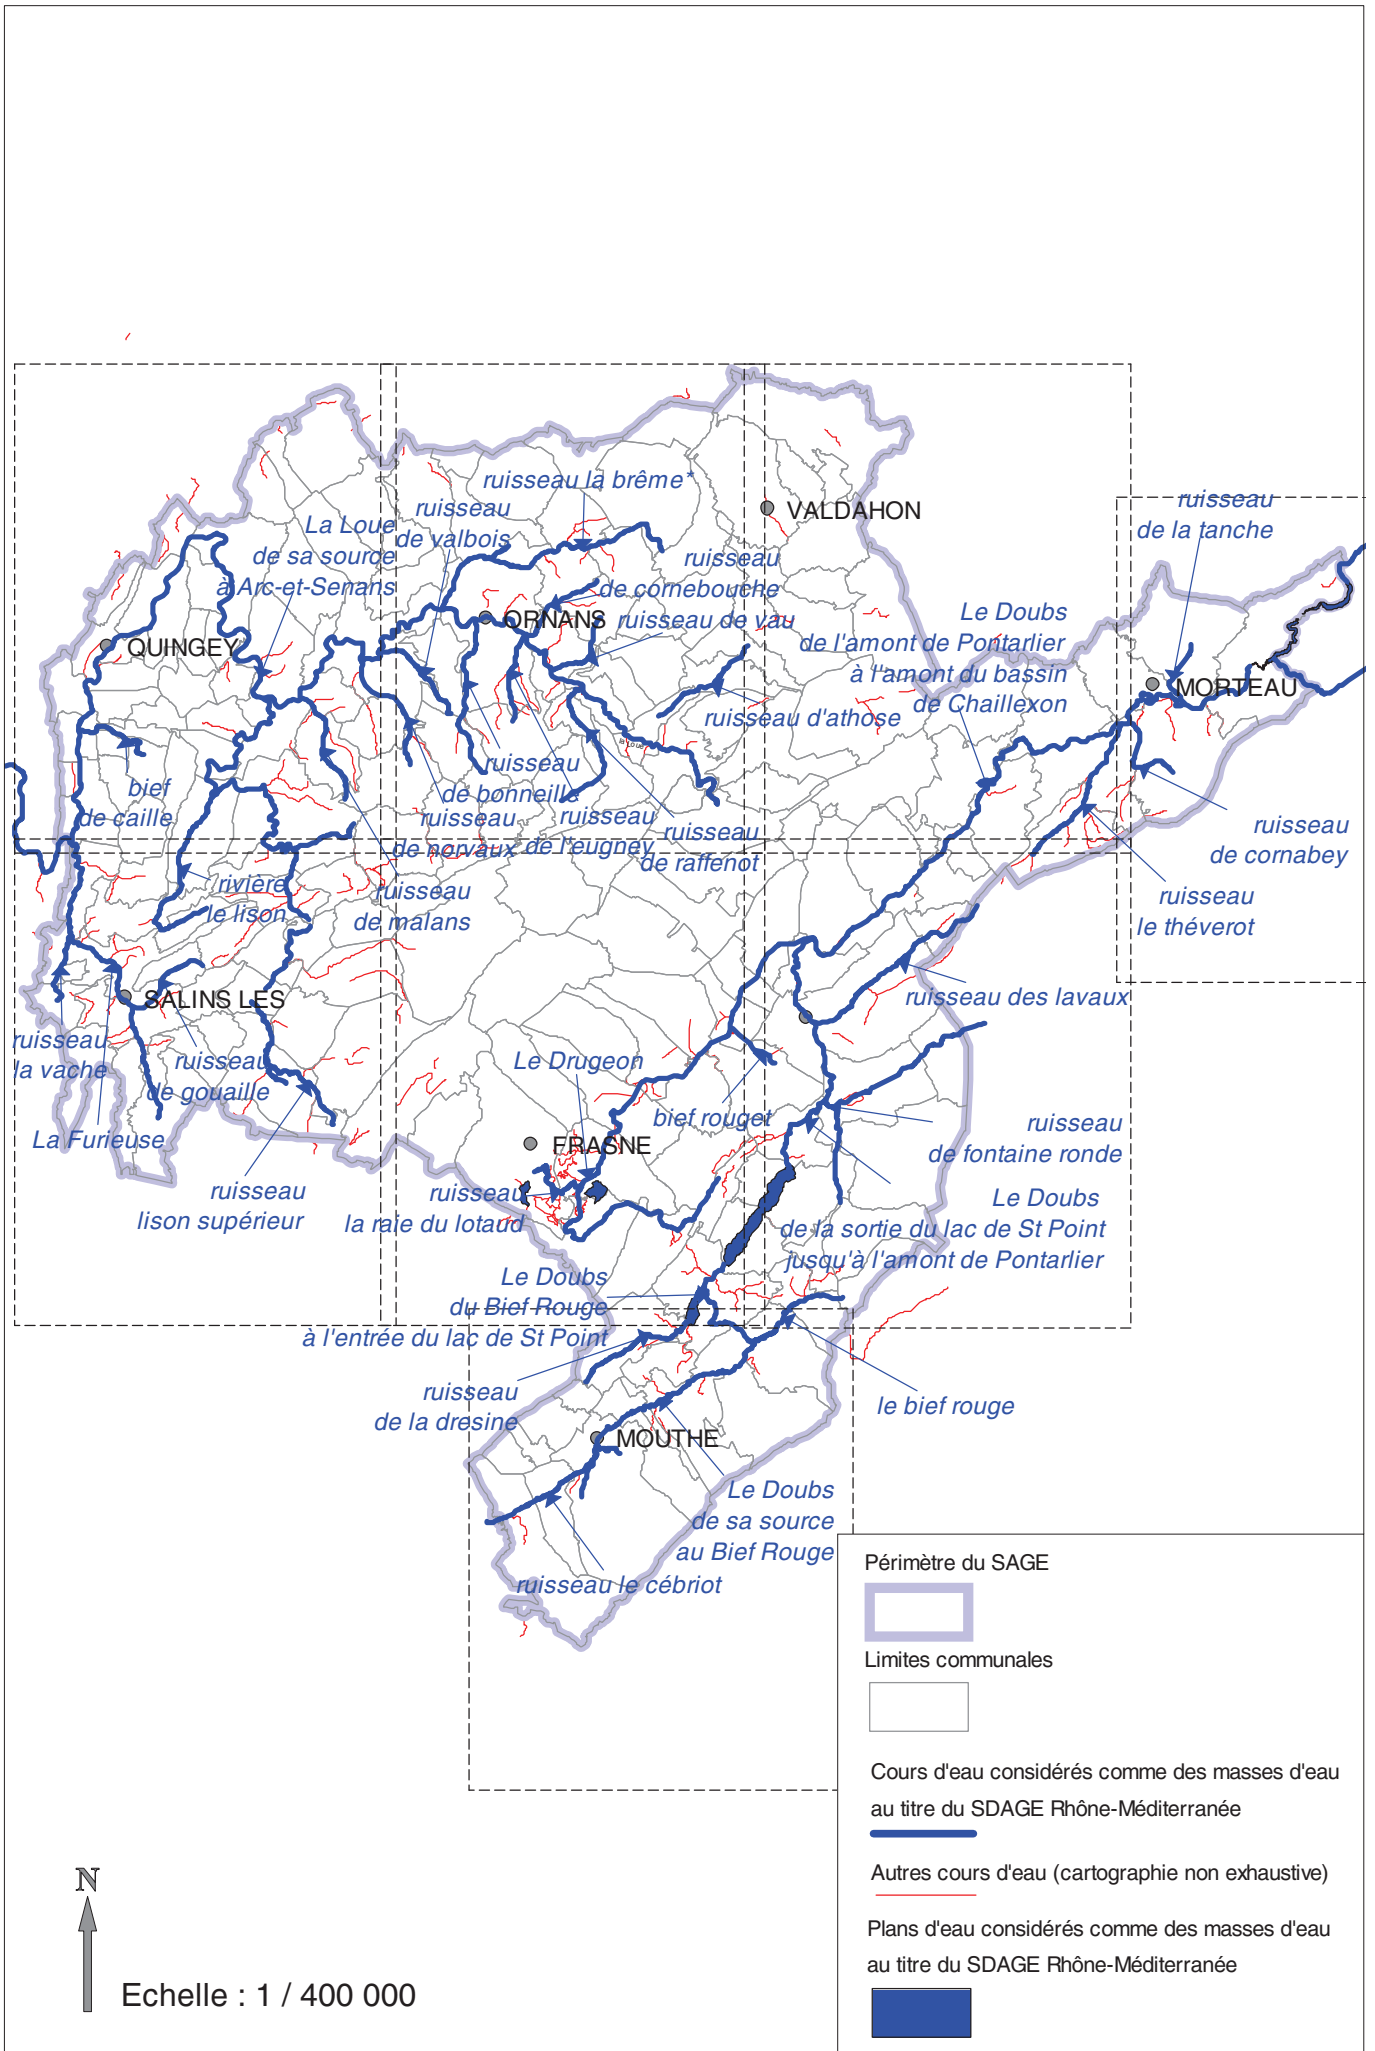 ruisseau la brême*
ruisseau
de valbois
La Loue
de sa source
à Arc-et-Senans
VALDAHON
ruisseau
de la tanche
ruisseau
de cornebouche
ORNANS
ruisseau de vau
QUINGEY
Le Doubs
de l'amont de Pontarlier
à l'amont du bassin
de Chaillexon
MORTEAU
ruisseau d'athose
la Loue
bief
de caille
ruisseau
de bonneille
ruisseau
de norvaux
ruisseau
de l'eugney
ruisseau
de raffenot
ruisseau
de cornabey
rivière
le lison
ruisseau
de malans
ruisseau
le théverot
SALINS LES
ruisseau des lavaux
ruisseau
la vache
ruisseau
de gouaille
Le Drugeon
bief rouget
La Furieuse
FRASNE
ruisseau
de fontaine ronde
ruisseau
lison supérieur
ruisseau
la raie du lotaud
Le Doubs
de la sortie du lac de St Point
jusqu'à l'amont de Pontarlier
Le Doubs
du Bief Rouge
à l'entrée du lac de St Point
ruisseau
de la dresine
le bief rouge
MOUTHE
Le Doubs
de sa source
au Bief Rouge
ruisseau le cébriot
Périmètre du SAGE
Limites communales
Cours d'eau considérés comme des masses d'eau
au titre du SDAGE Rhône-Méditerranée
Autres cours d'eau (cartographie non exhaustive)
Plans d'eau considérés comme des masses d'eau
au titre du SDAGE Rhône-Méditerranée
N
Echelle : 1 / 400 000